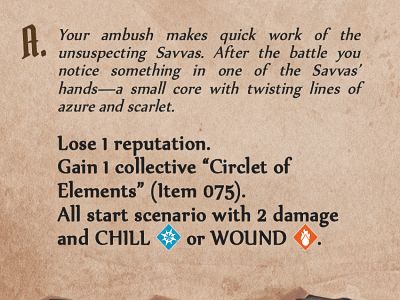 A. Your ambush makes quick work of the
unsuspecting Savvas. After the battle you
notice something in one of the Savvas'
hands—a small core with twisting lines of
azure and scarlet.
Lose 1 reputation.
Gain 1 collective “Circlet of
Elements” (Item 075).
All start scenario with 2 damage
and CHILL or WOUND .